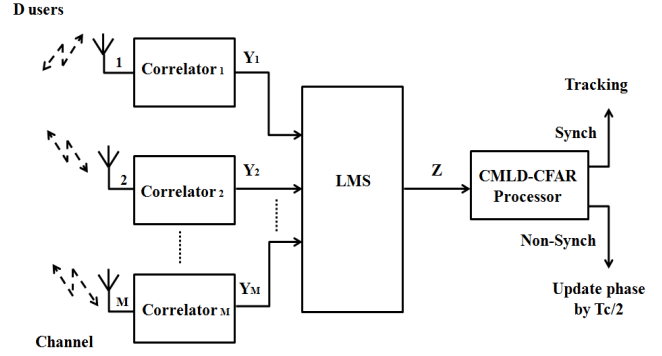 D users
1
Correlator 1
Y1
Tracking
Synch
2
Correlator 2
Y2
LMS
Z
CMLD-CFAR
Processor
Non-Synch
M
Correlator M
YM
Update phase
by Tc/2
Channel